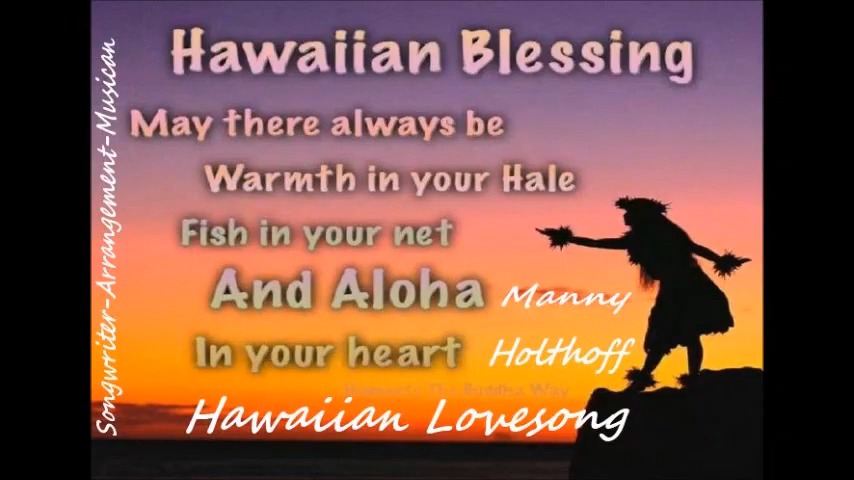 Hawaiian Blessing
May there always be
Warmth in your Hale
Fish in your net
And Aloha
In your heart
Manny
Holthoff
Hawaiian Lovesong
Songwriter-Arrangement-Musican